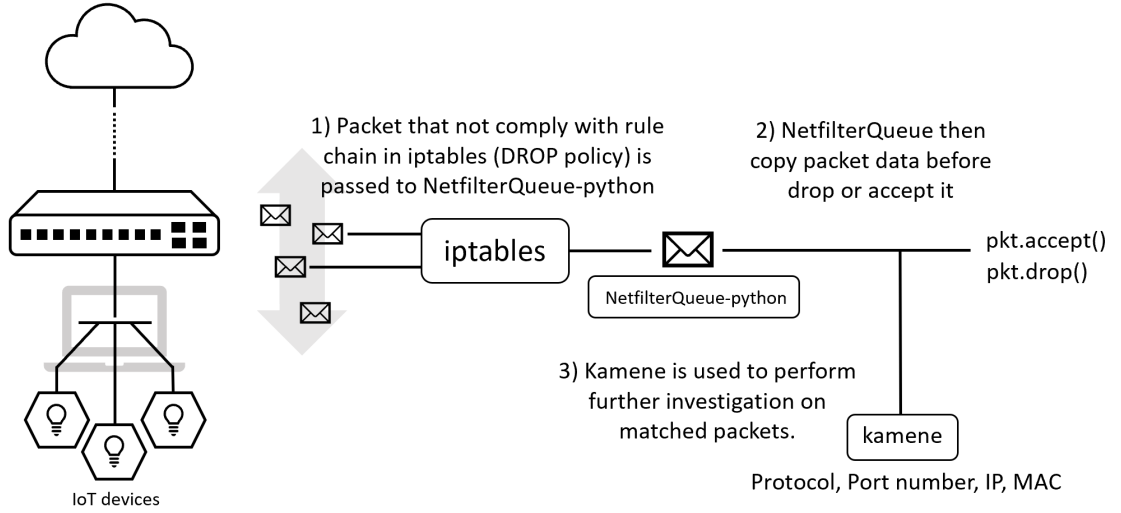 1) Packet that not comply with rule
chain in iptables (DROP policy) is
passed to NetfilterQueue-python
2) NetfilterQueue then
copy packet data before
drop or accept it
iptables
NetfilterQueue-python
pkt.accept()
pkt.drop()
3) Kamene is used to perform
further investigation on
matched packets.
kamene
Protocol, Port number, IP, MAC
IoT devices